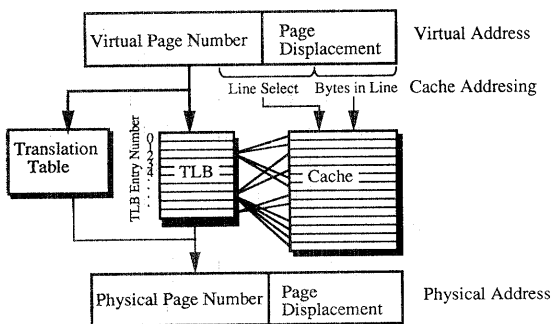 Virtual Page Number
Page
Displacement
Virtual Address
Line Select
Bytes in Line
Cache Addresing
Translation
Table
TLB Entry Number
0
1
2
3
4
.
.
.
.
TLB
Cache
Physical Page Number
Page
Displacement
Physical Address